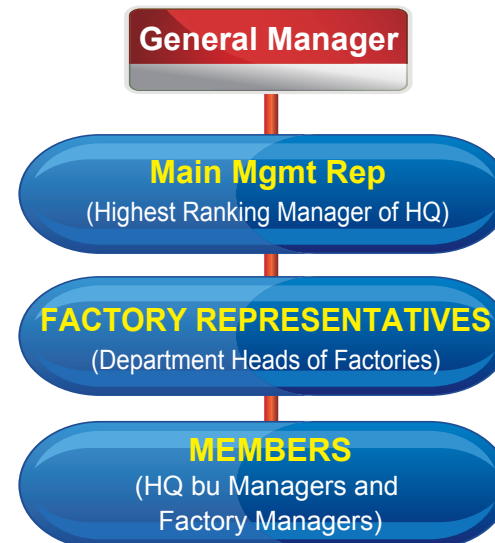 General Manager
Main Mgmt Rep
(Highest Ranking Manager of HQ)
FACTORY REPRESENTATIVES
(Department Heads of Factories)
MEMBERS
(HQ bu Managers and
Factory Managers)